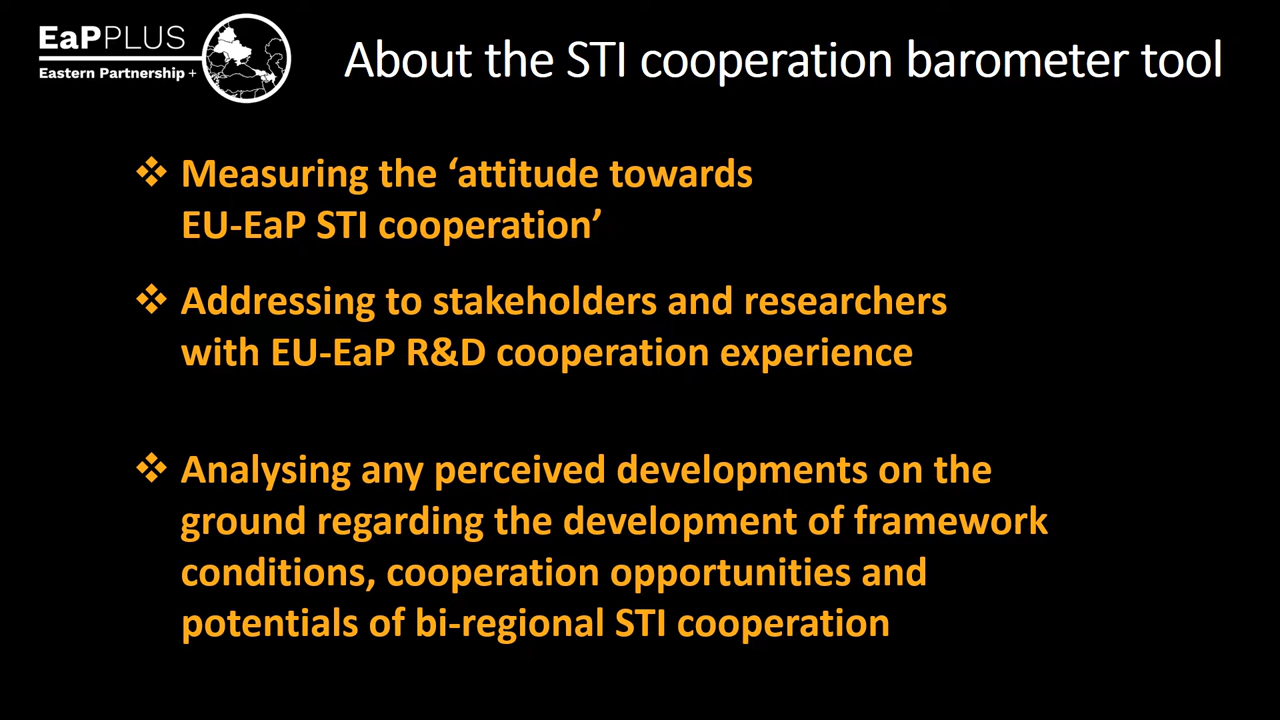 EaPPLUS
Eastern Partnership +
About the STI cooperation barometer tool
❖ Measuring the ‘attitude towards
EU-EaP STI cooperation’
❖ Addressing to stakeholders and researchers
with EU-EaP R&D cooperation experience
❖ Analysing any perceived developments on the
ground regarding the development of framework
conditions, cooperation opportunities and
potentials of bi-regional STI cooperation